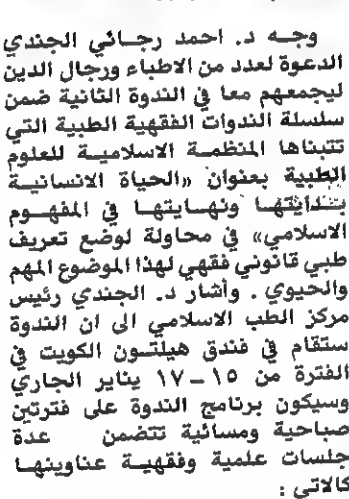 وجه د. احمد رجائي الجندي
الدعوة لعدد من الاطباء ورجال الدين
ليجمعهم معا في الندوة الثانية ضمن
سلسلة الندوات الفقهية الطبية التي
تتبناها المنظمة الاسلامية للعلوم
الطبية بعنوان «الحياة الانسانية
بدايتها ونهايتها في المفهوم
الاسلامي» في محاولة لوضع تعريف
طبي قانوني فقهي لهذا الموضوع المهم
والحيوي . وأشار د. الجندي رئيس
مركز الطب الاسلامي الى ان الندوة
ستقام في فندق هيلتون الكويت في
الفترة من ١٥ – ١٧ يناير الجاري
وسيكون برنامج الندوة على فترتين
صباحية ومسائية تتضمن عدة
جلسات علمية وفقهية عناوينها
كالاتي :